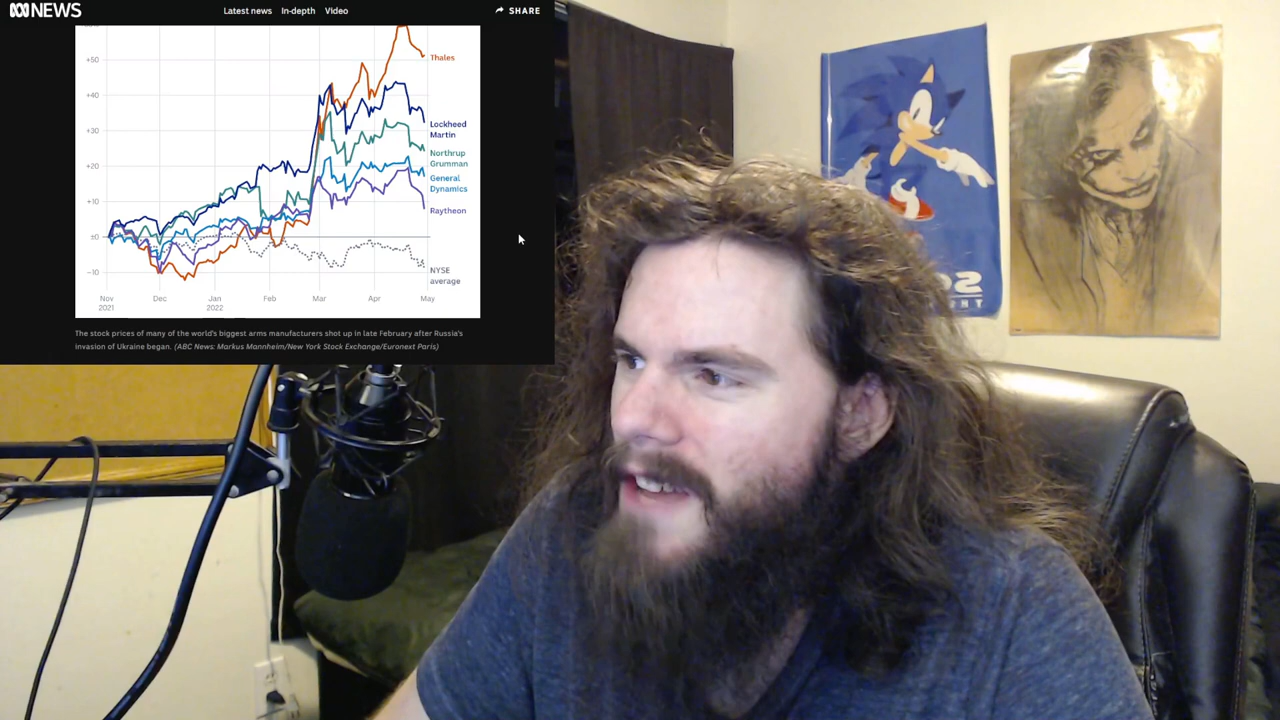 NEWS
Latest news In-depth Video
SHARE
+50
+40
+30
+20
+10
±0
−10
Thales
Lockheed
Martin
Northrup
Grumman
General
Dynamics
Raytheon
NYSE
average
Nov Dec Jan Feb Mar Apr May
2021 2022
The stock prices of many of the world's biggest arms manufacturers shot up in late February after Russia's
invasion of Ukraine began. (ABC News: Markus Mannheim/New York Stock Exchange/Euronext Paris)